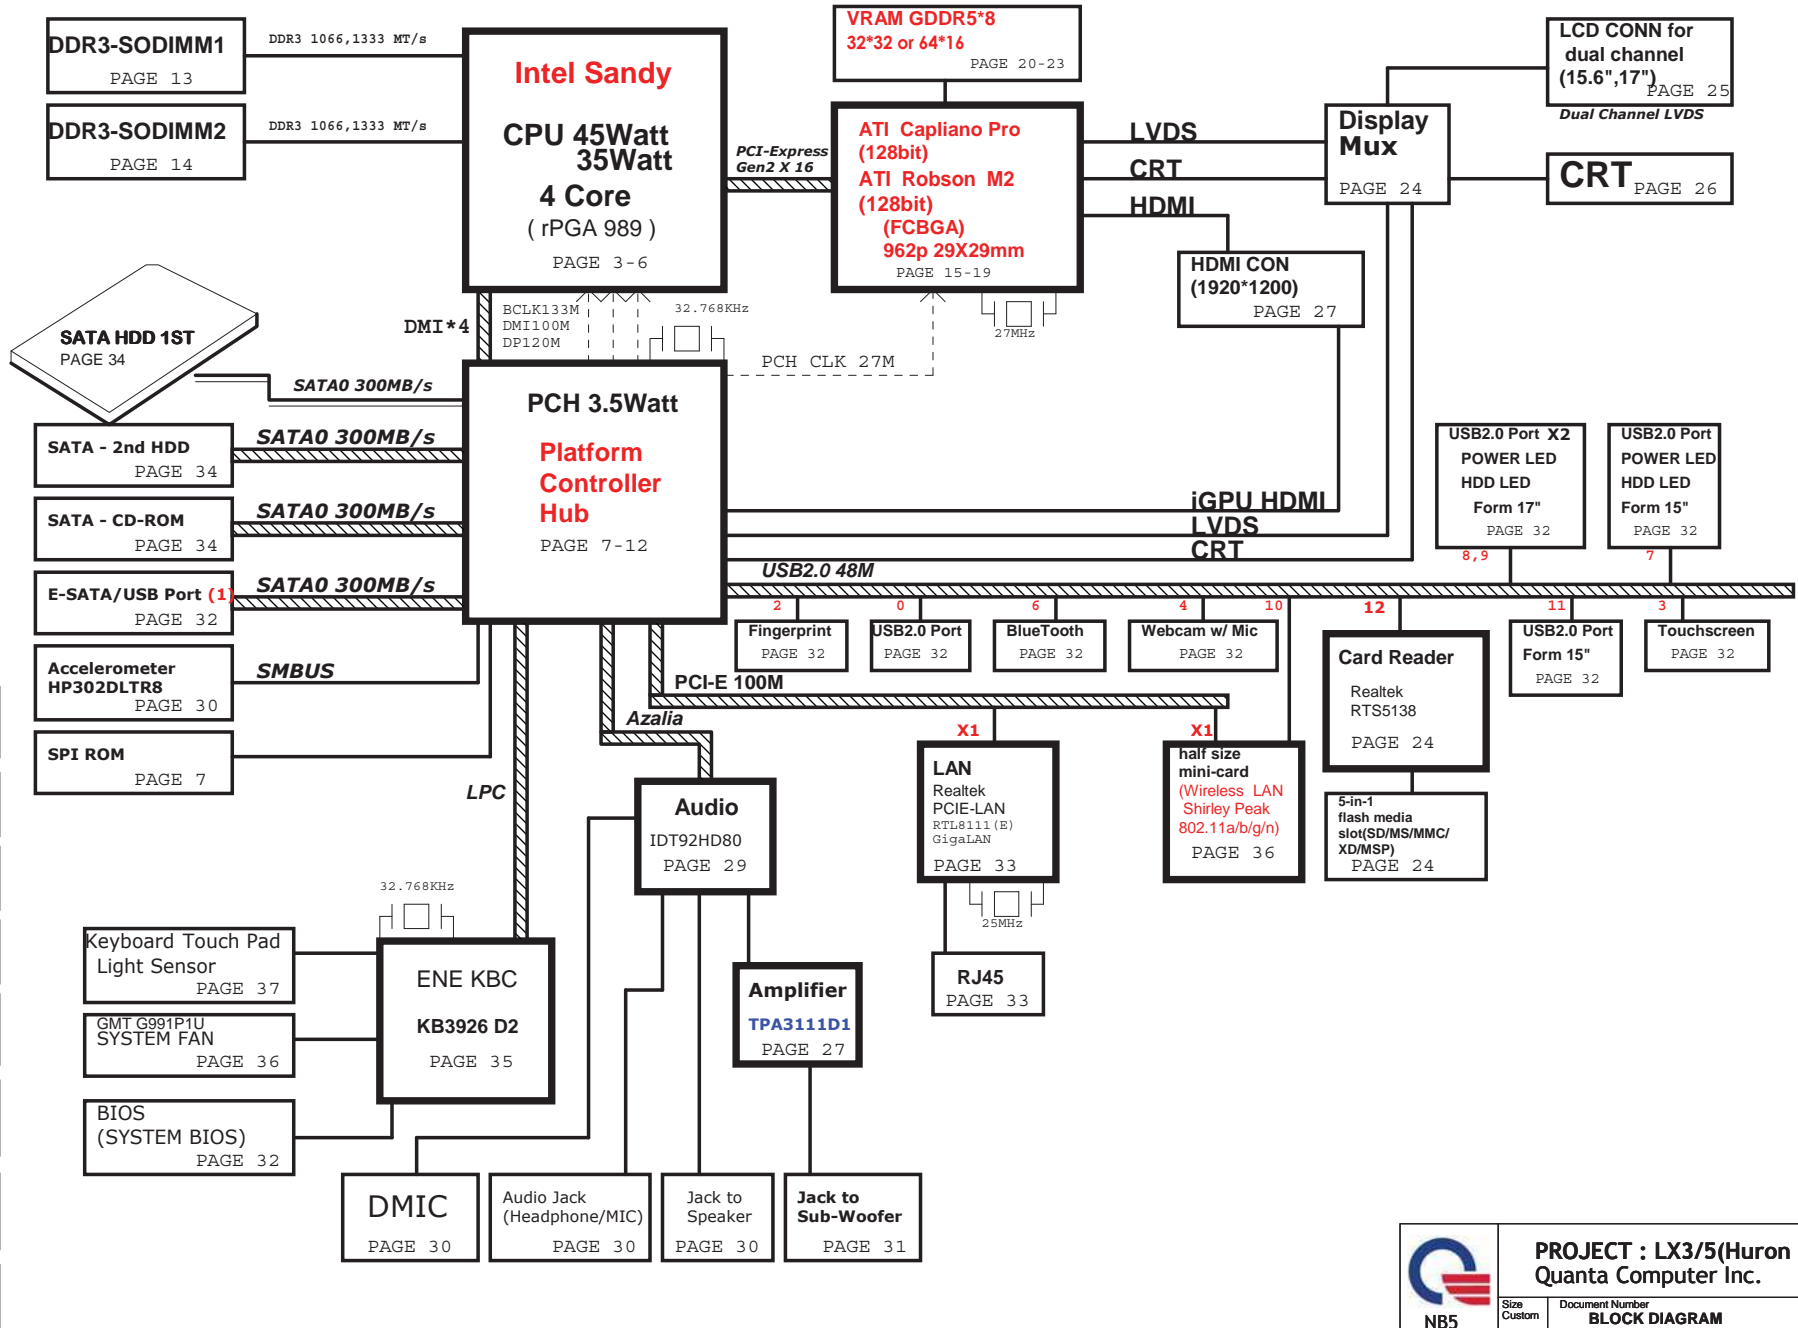 DDR3-SODIMM1
PAGE 13
DDR3 1066,1333 MT/s
DDR3-SODIMM2
PAGE 14
DDR3 1066,1333 MT/s
Intel Sandy
CPU 45Watt
35Watt
4 Core
( rPGA 989 )
PAGE 3-6
PCI-Express
Gen2 X 16
VRAM GDDR5*8
32*32 or 64*16
PAGE 20-23
ATI Capliano Pro
(128bit)
ATI Robson M2
(128bit)
(FCBGA)
962p 29X29mm
PAGE 15-19
27MHz
LVDS
CRT
HDMI
Display
Mux
PAGE 24
LCD CONN for
dual channel
(15.6",17")
PAGE 25
Dual Channel LVDS
CRT
PAGE 26
HDMI CON
(1920*1200)
PAGE 27
DMI*4
BCLK133M
DMI100M
DP120M
32.768KHz
PCH CLK 27M
SATA HDD 1ST
PAGE 34
SATA0 300MB/s
SATA - 2nd HDD
PAGE 34
SATA0 300MB/s
SATA - CD-ROM
PAGE 34
SATA0 300MB/s
E-SATA/USB Port (1)
PAGE 32
SATA0 300MB/s
Accelerometer
HP302DLTR8
PAGE 30
SMBUS
SPI ROM
PAGE 7
PCH 3.5Watt
Platform
Controller
Hub
PAGE 7-12
iGPU HDMI
LVDS
CRT
USB2.0 48M
USB2.0 Port X2
POWER LED
HDD LED
Form 17"
PAGE 32
8,9
USB2.0 Port
POWER LED
HDD LED
Form 15"
PAGE 32
7
2
Fingerprint
PAGE 32
0
USB2.0 Port
PAGE 32
6
BlueTooth
PAGE 32
4
Webcam w/ Mic
PAGE 32
10
12
Card Reader
Realtek
RTS5138
PAGE 24
11
USB2.0 Port
Form 15"
PAGE 32
3
Touchscreen
PAGE 32
PCI-E 100M
Azalia
LPC
X1
LAN
Realtek
PCIE-LAN
RTL8111(E)
GigaLAN
PAGE 33
25MHz
X1
half size
mini-card
(Wireless LAN
Shirley Peak
802.11a/b/g/n)
PAGE 36
5-in-1
flash media
slot(SD/MS/MMC/
XD/MSP)
PAGE 24
RJ45
PAGE 33
Audio
IDT92HD80
PAGE 29
Amplifier
TPA3111D1
PAGE 27
32.768KHz
ENE KBC
KB3926 D2
PAGE 35
Keyboard Touch Pad
Light Sensor
PAGE 37
GMT G991P1U
SYSTEM FAN
PAGE 36
BIOS
(SYSTEM BIOS)
PAGE 32
DMIC
PAGE 30
Audio Jack
(Headphone/MIC)
PAGE 30
Jack to
Speaker
PAGE 30
Jack to
Sub-Woofer
PAGE 31
NB5
PROJECT : LX3/5(Huron
Quanta Computer Inc.
Size
Custom
Document Number
BLOCK DIAGRAM